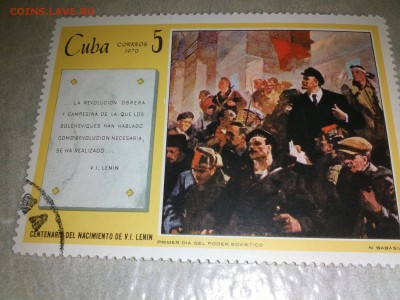 COINS.LAVE.RU
Cuba CORREOS 1970 5
...LA REVOLUCION OBRERA
Y CAMPESINA DE LA QUE LOS
BOLCHEVIQUES HAN HABLADO
COMO REVOLUCION NECESARIA,
SE HA REALIZADO...
V.I. LENIN
CENTENARIO DEL NACIMIENTO DE V.I. LENIN
PRIMER DIA DEL PODER SOVIETICO
N. BABASI